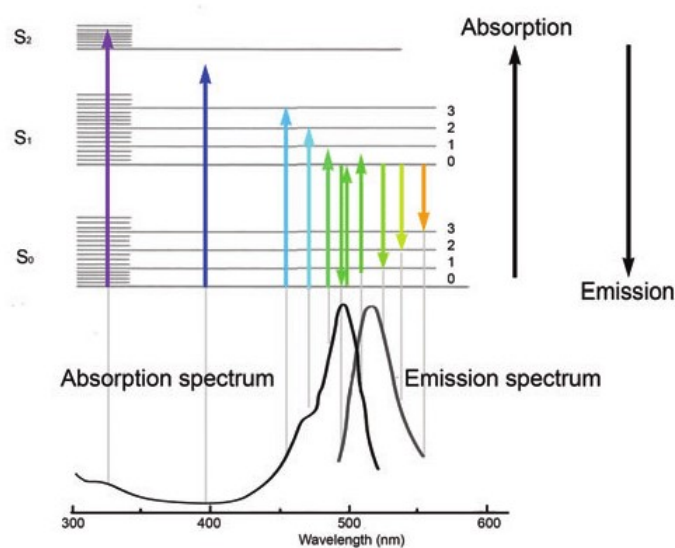 S₂
Absorption
S₁
3
2
1
0
S₀
3
2
1
0
Emission
Absorption spectrum
Emission spectrum
300
400
500
600
Wavelength (nm)